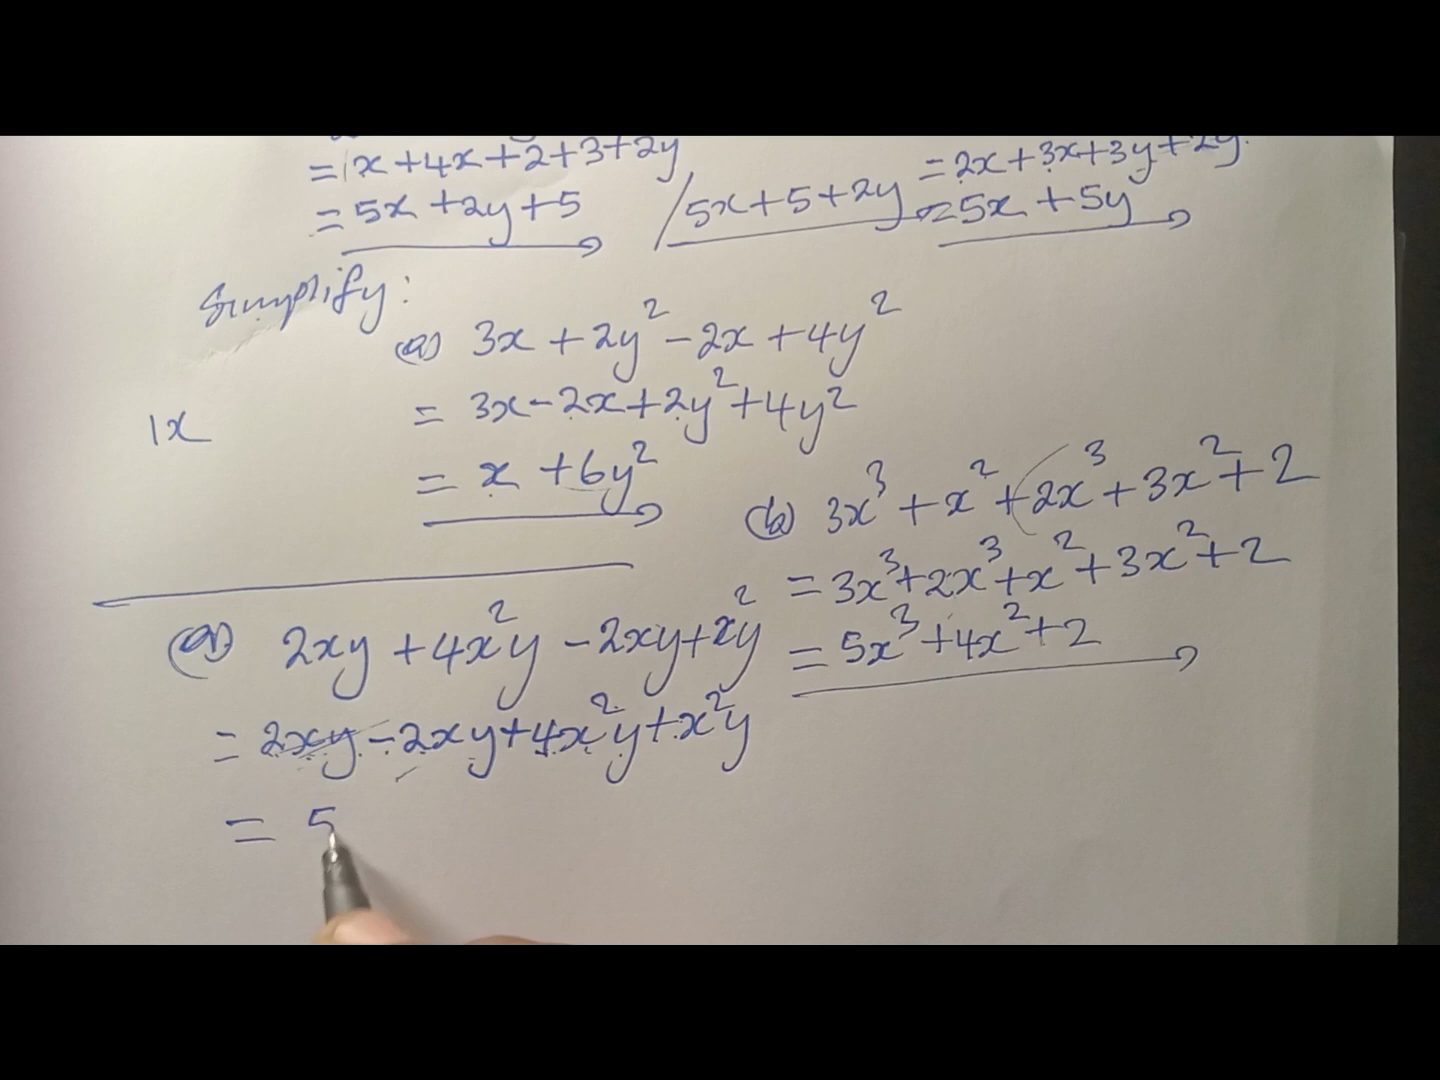 = 1x+4x+2+3+2y
= 5x+2y+5 / 5x+5+2y
= 2x+3x+3y+2y
= 5x+5y
Simplify:
(a) 3x+2y²-2x+4y²
= 3x-2x+2y²+4y²
= x+6y²
1x
(b) 3x³+x²+(2x³+3x²+2
= 3x³+2x³+x²+3x²+2
= 5x³+4x²+2
(a) 2xy+4x²y-2xy+x²y
= 2xy-2xy+4x²y+x²y
= 5